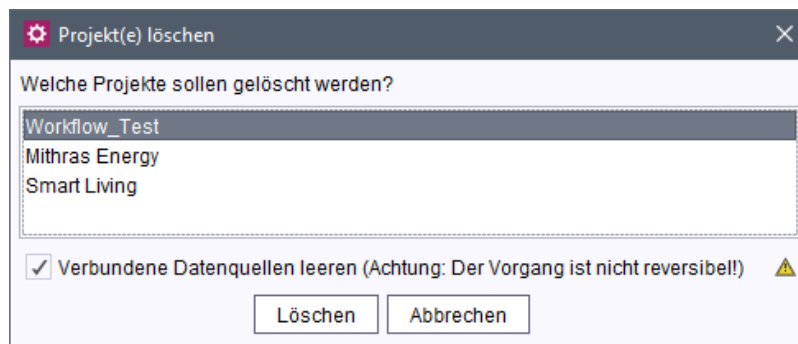 Projekt(e) löschen
Welche Projekte sollen gelöscht werden?
Workflow_Test
Mithras Energy
Smart Living
Verbundene Datenquellen leeren (Achtung: Der Vorgang ist nicht reversibel!)
Löschen Abbrechen